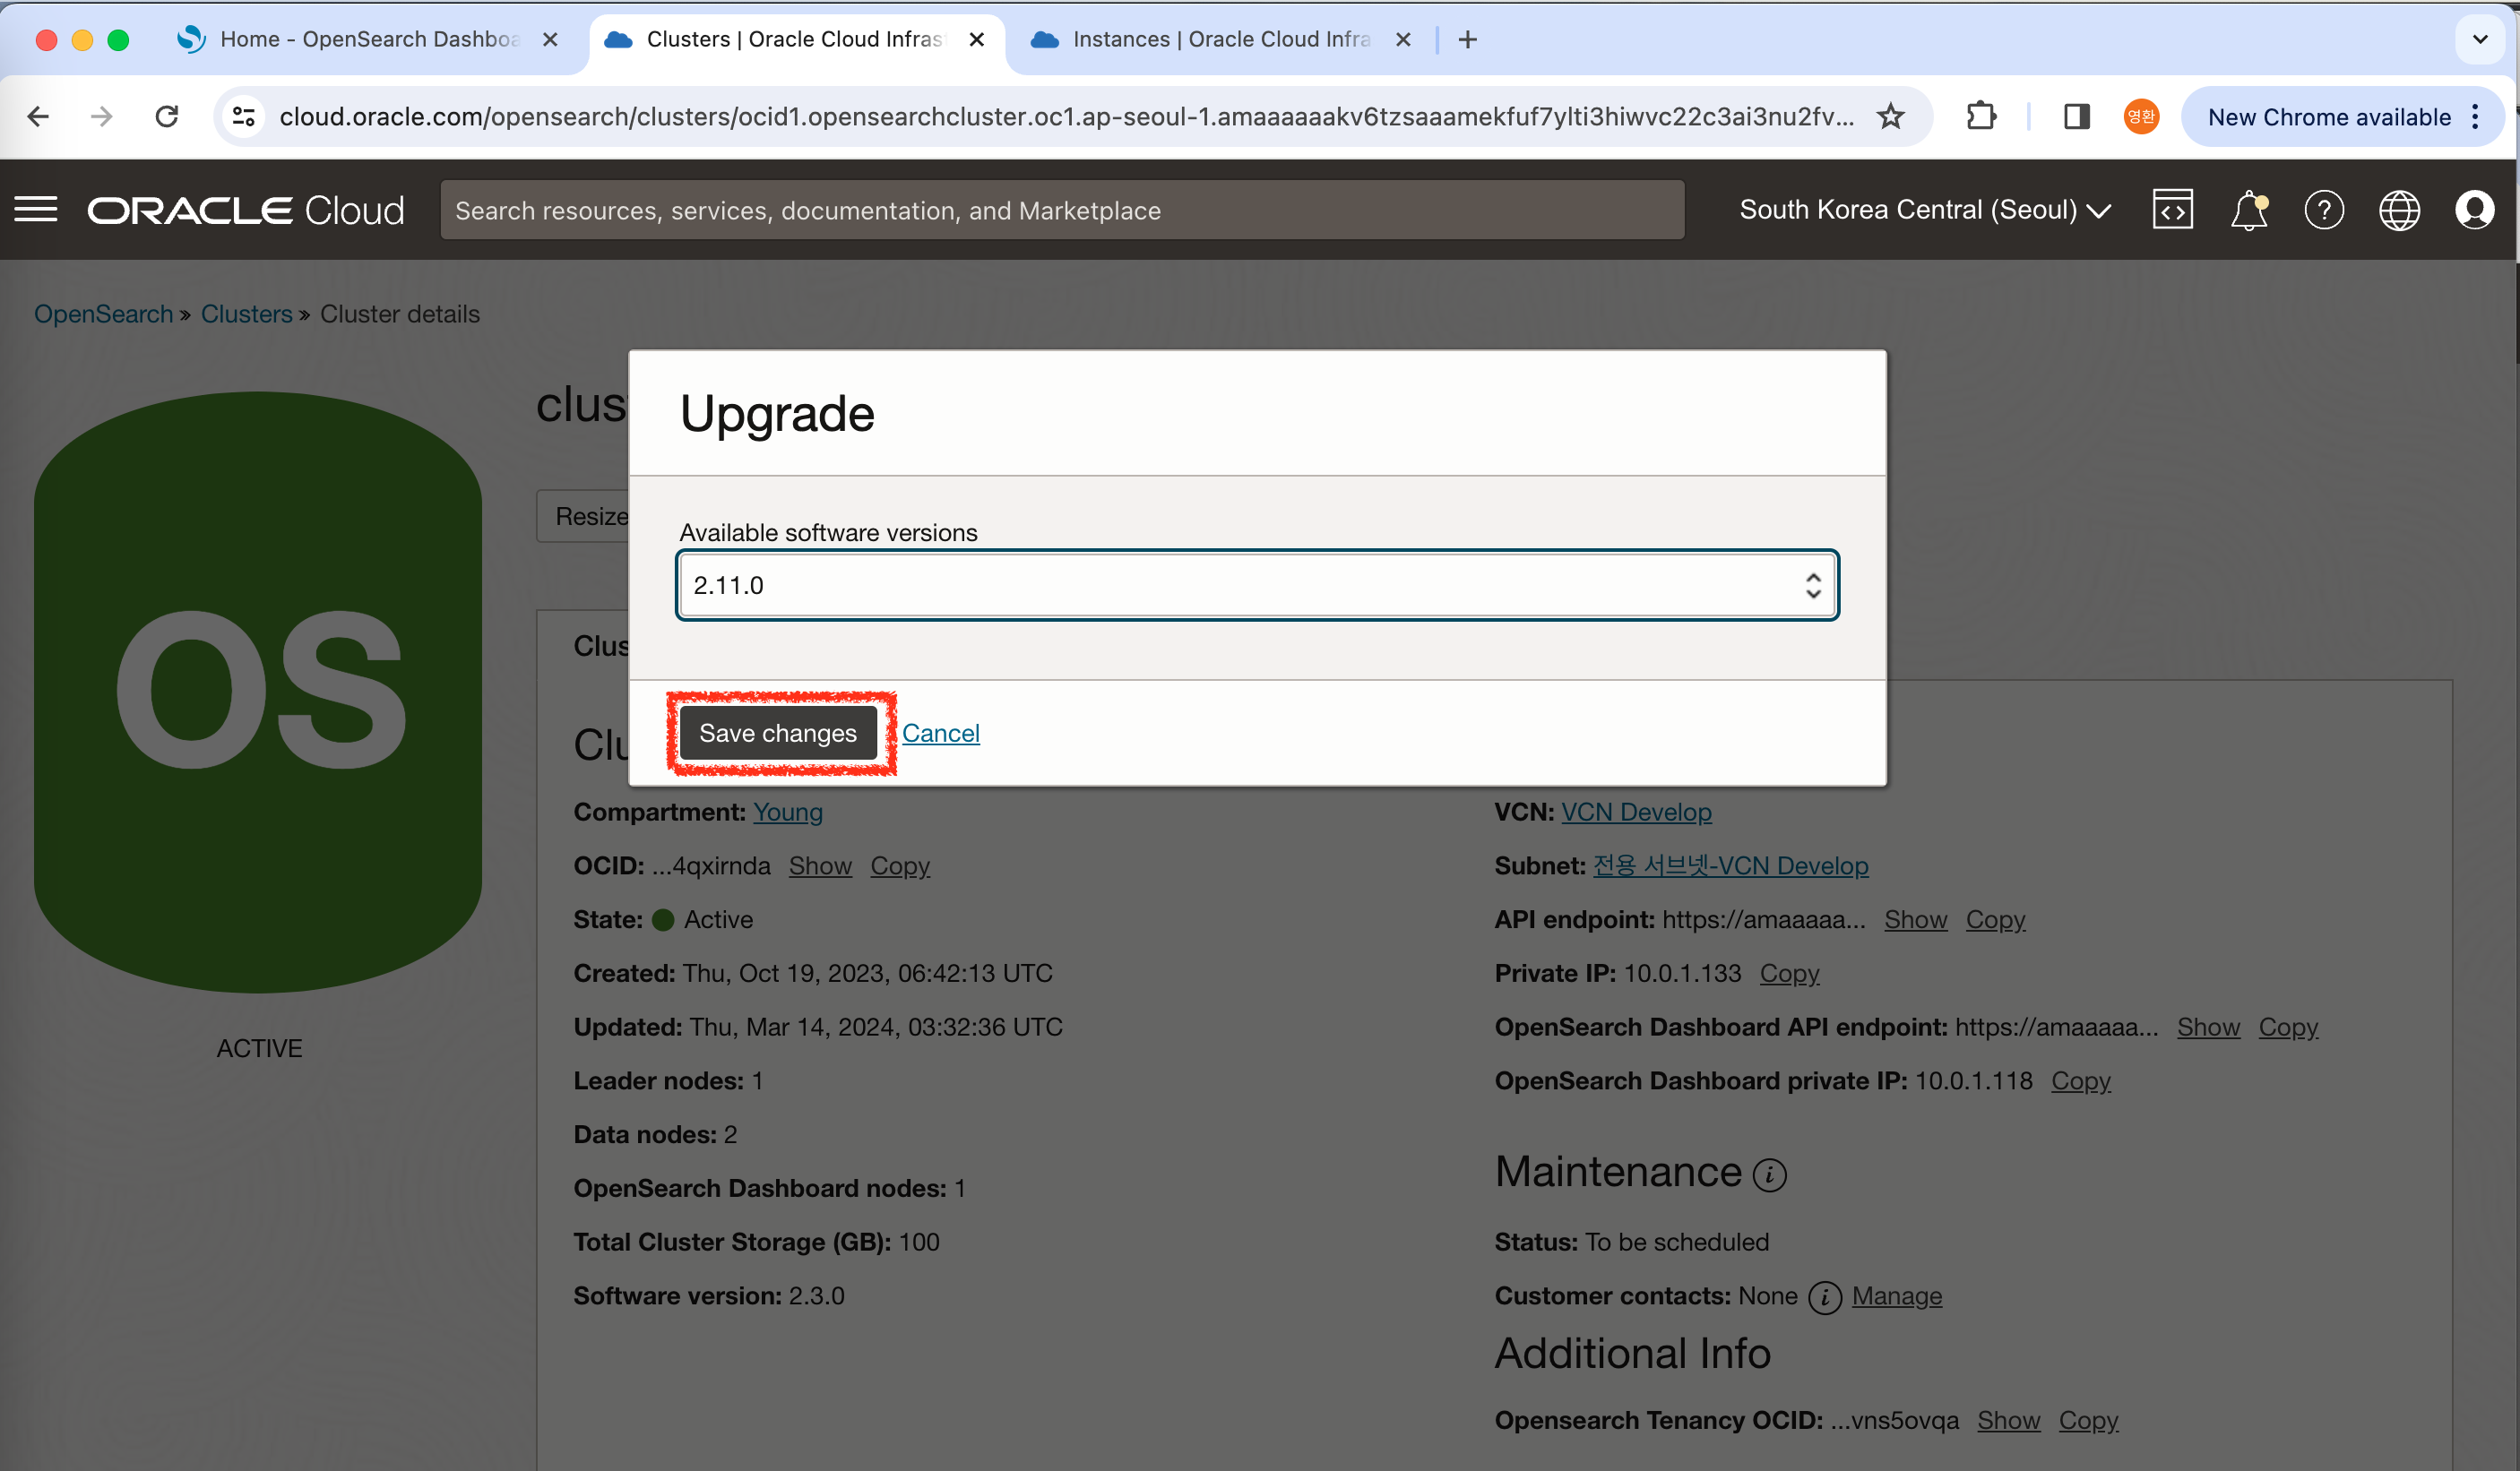 Home - OpenSearch Dashboa
Clusters | Oracle Cloud Infras
Instances | Oracle Cloud Infra
cloud.oracle.com/opensearch/clusters/ocid1.opensearchcluster.oc1.ap-seoul-1.amaaaaaakv6tzsaaamekfuf7ylti3hiwvc22c3ai3nu2fv...
영환
New Chrome available
ORACLE Cloud
Search resources, services, documentation, and Marketplace
South Korea Central (Seoul)
OpenSearch » Clusters » Cluster details
clus
Upgrade
Resize
Available software versions
2.11.0
Clus
Save changes
Cancel
Clu
OS
ACTIVE
Compartment: Young
OCID: ...4qxirnda Show Copy
State: Active
Created: Thu, Oct 19, 2023, 06:42:13 UTC
Updated: Thu, Mar 14, 2024, 03:32:36 UTC
Leader nodes: 1
Data nodes: 2
OpenSearch Dashboard nodes: 1
Total Cluster Storage (GB): 100
Software version: 2.3.0
VCN: VCN Develop
Subnet: 전용 서브넷-VCN Develop
API endpoint: https://amaaaaa... Show Copy
Private IP: 10.0.1.133 Copy
OpenSearch Dashboard API endpoint: https://amaaaaa... Show Copy
OpenSearch Dashboard private IP: 10.0.1.118 Copy
Maintenance
Status: To be scheduled
Customer contacts: None Manage
Additional Info
Opensearch Tenancy OCID: ...vns5ovqa Show Copy